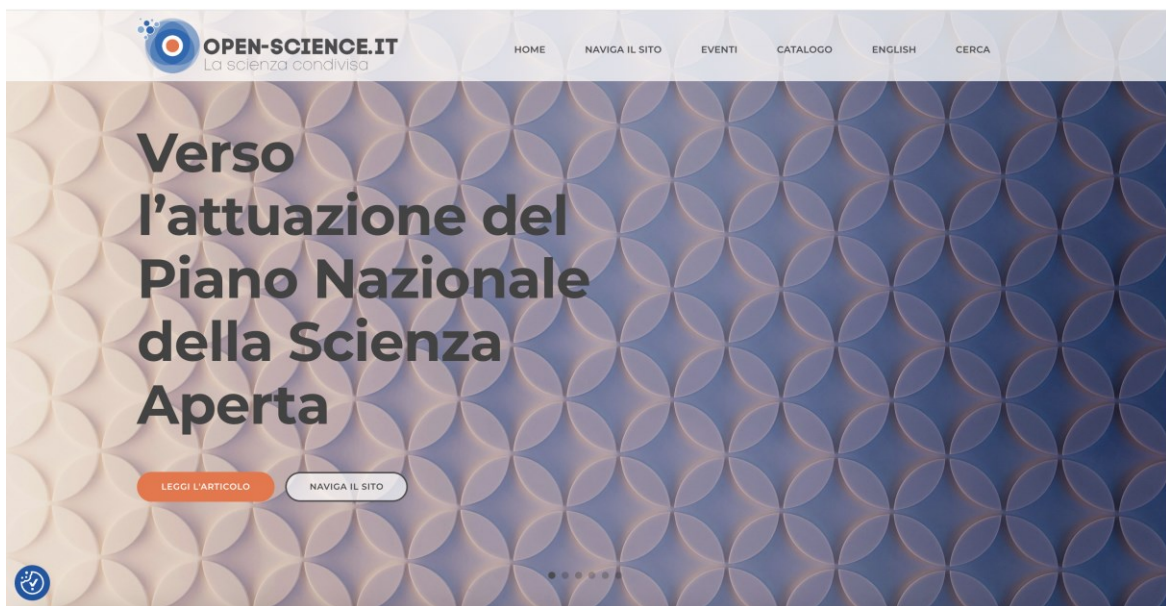 OPEN-SCIENCE.IT
La scienza condivisa
HOME NAVIGA IL SITO EVENTI CATALOGO ENGLISH CERCA
Verso
l’attuazione del
Piano Nazionale
della Scienza
Aperta
LEGGI L'ARTICOLO NAVIGA IL SITO